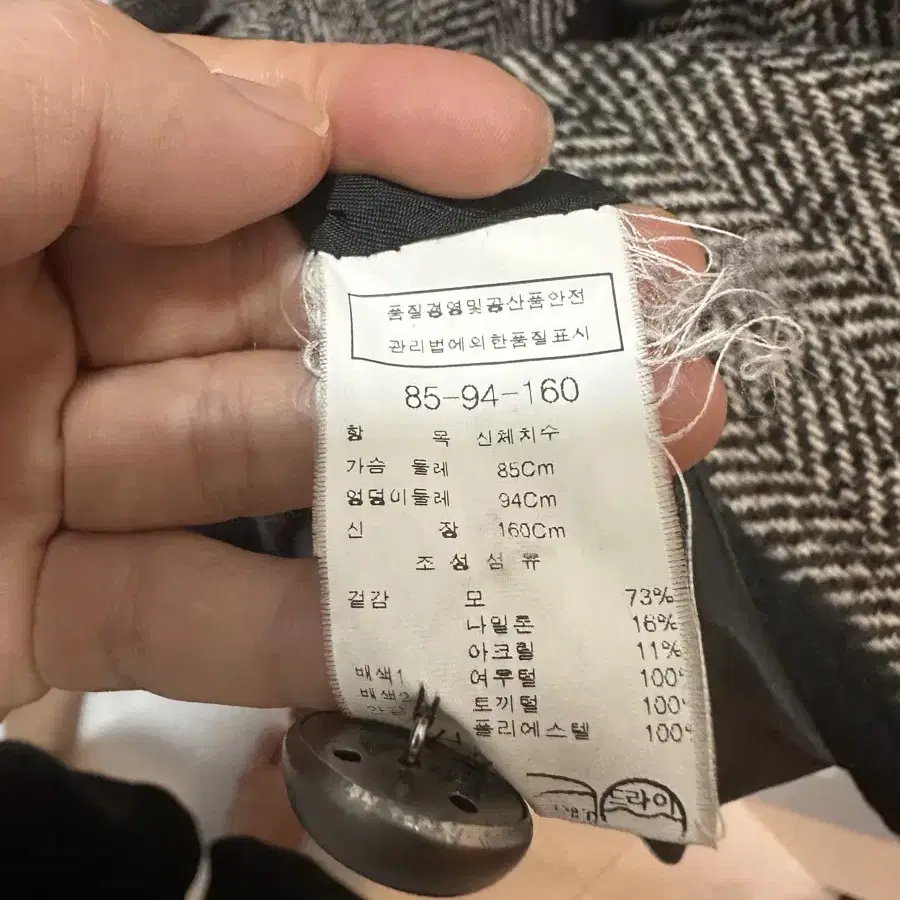 품질경영및공산품안전
관리법에의한품질표시
85-94-160
항 목 신체치수
가슴 둘레 85Cm
엉덩이둘레 94Cm
신 장 160Cm
조 성 섬 유
겉감 모 73%
나일론 16%
아크릴 11%
배색1 여우털 100%
배색2 토끼털 100%
폴리에스텔 100%
드라이